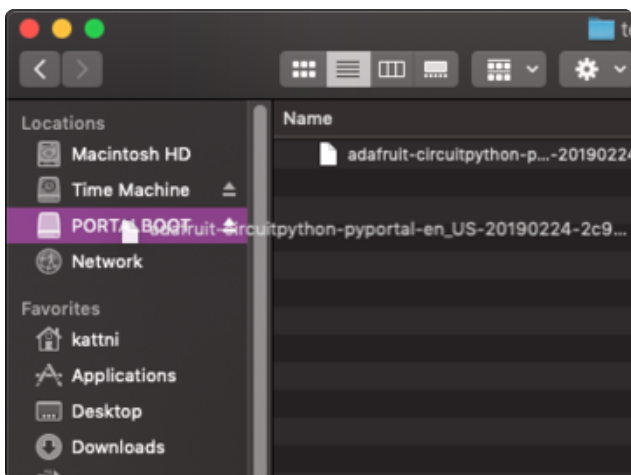 Name
Locations
Macintosh HD
adafruit-circuitpython-p...-20190224
Time Machine
PORTALBOOT
adafruit-circuitpython-pyportal-en_US-20190224-2c9...
Network
Favorites
kattni
Applications
Desktop
Downloads